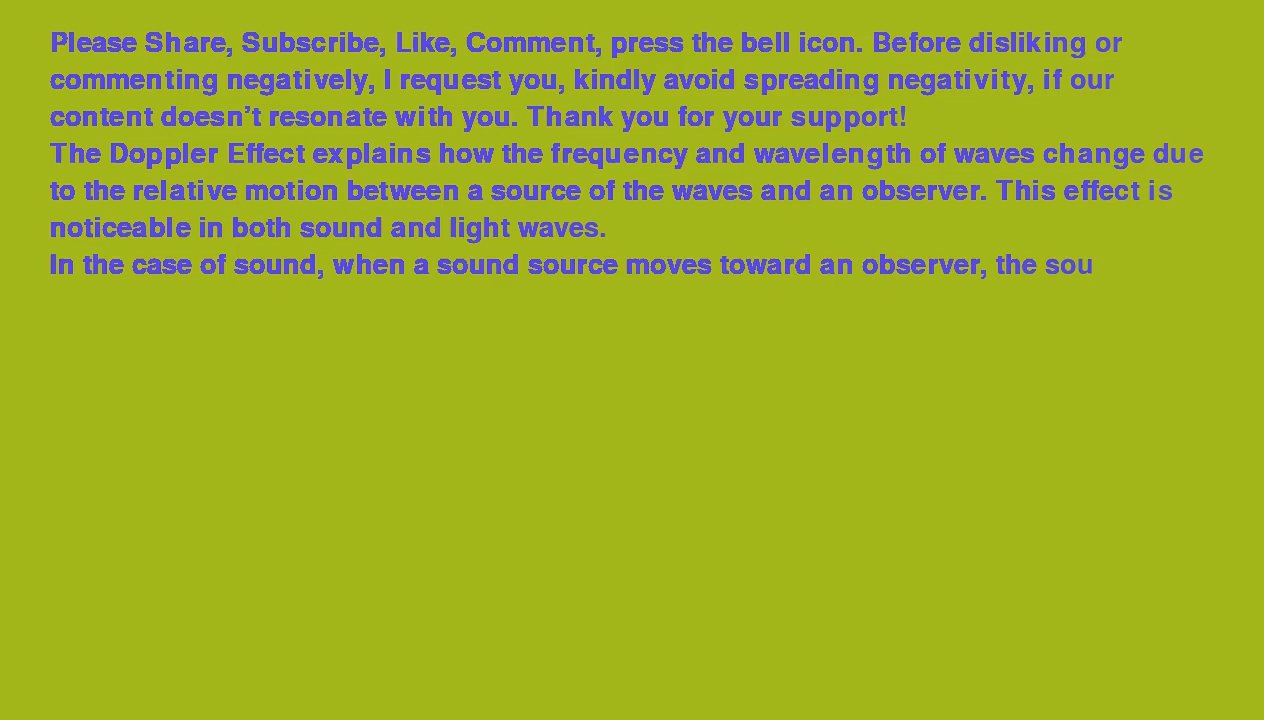 Please Share, Subscribe, Like, Comment, press the bell icon. Before disliking or
commenting negatively, I request you, kindly avoid spreading negativity, if our
content doesn’t resonate with you. Thank you for your support!
The Doppler Effect explains how the frequency and wavelength of waves change due
to the relative motion between a source of the waves and an observer. This effect is
noticeable in both sound and light waves.
In the case of sound, when a sound source moves toward an observer, the sou